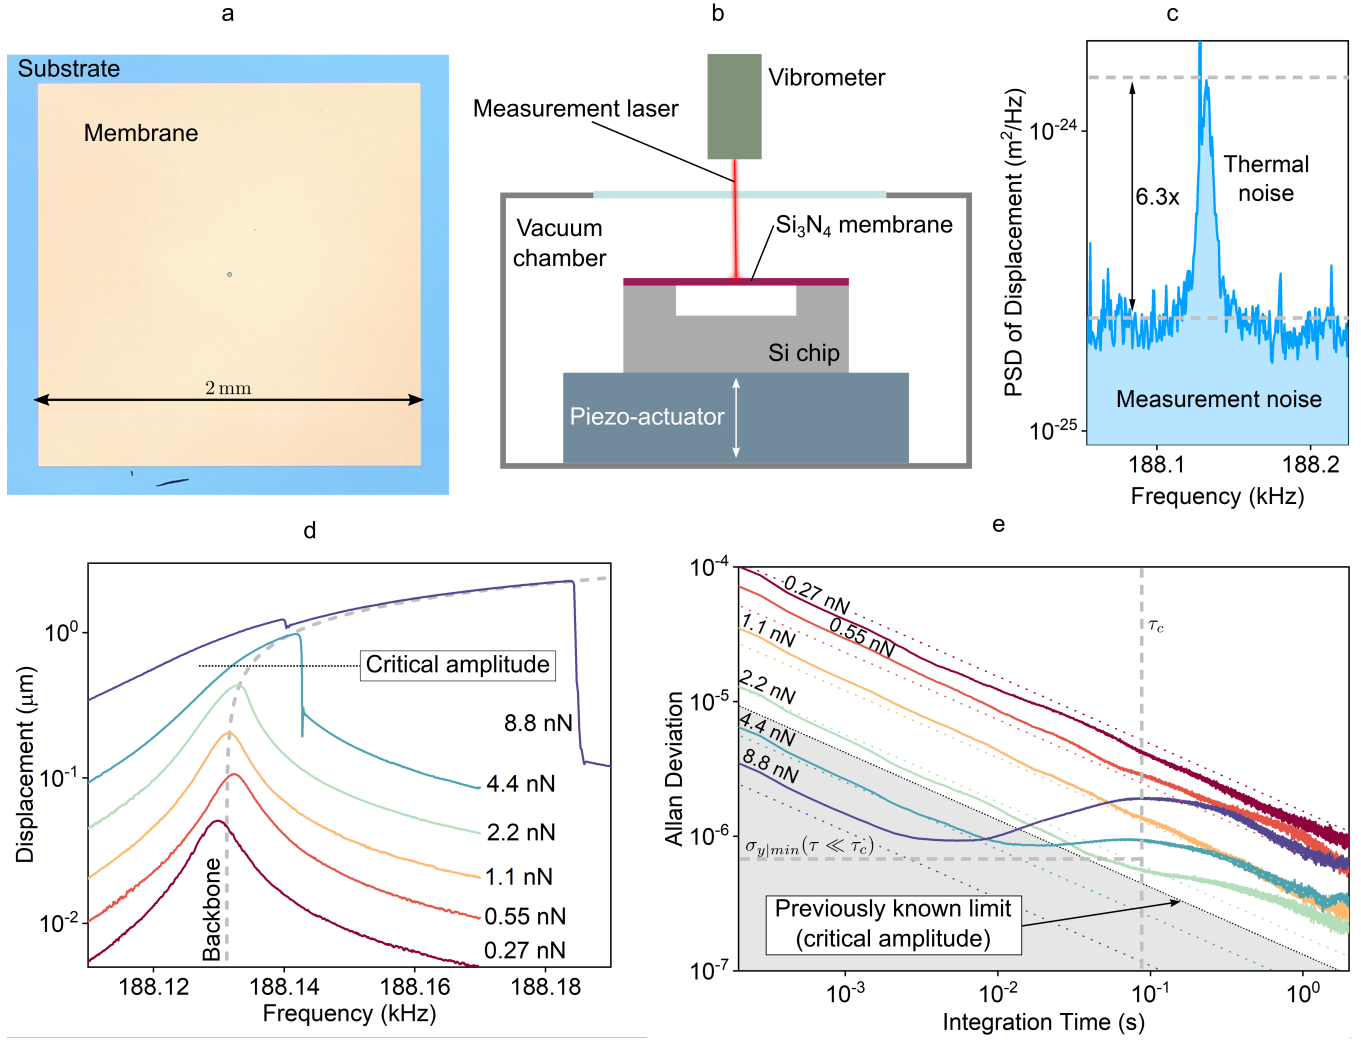 a
Substrate
Membrane
2 mm
b
Vibrometer
Measurement laser
Vacuum
chamber
Si₃N₄ membrane
Si chip
Piezo-actuator
c
PSD of Displacement (m²/Hz)
10⁻²⁴
10⁻²⁵
6.3x
Thermal
noise
Measurement noise
188.1
188.2
Frequency (kHz)
d
Displacement (μm)
10⁰
10⁻¹
10⁻²
Critical amplitude
8.8 nN
4.4 nN
2.2 nN
1.1 nN
0.55 nN
0.27 nN
Backbone
188.12
188.14
188.16
188.18
Frequency (kHz)
e
Allan Deviation
10⁻⁴
10⁻⁵
10⁻⁶
10⁻⁷
0.27 nN
0.55 nN
1.1 nN
2.2 nN
4.4 nN
8.8 nN
τ_c
σ_y|min(τ ≪ τ_c)
Previously known limit
(critical amplitude)
10⁻³
10⁻²
10⁻¹
10⁰
Integration Time (s)